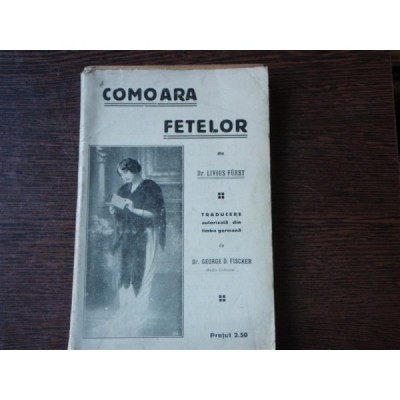 COMOARA
FETELOR
de
Dr. LIVIUS FÜRST
TRADUCERE
autorizată din
limba germană
de
Dr. GEORGE D. FISCHER
Prețul 2.50